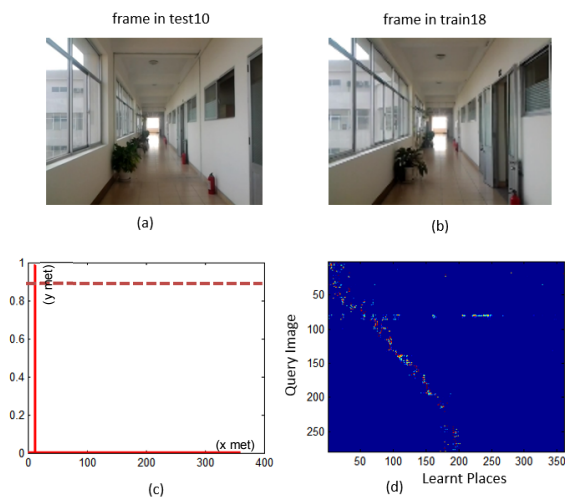 frame in test10
frame in train18
(a)
(b)
1
0.8
0.6
0.4
0.2
0
(y met)
(x met)
0
100
200
300
400
(c)
Query Image
50
100
150
200
250
50
100
150
200
250
300
350
Learnt Places
(d)